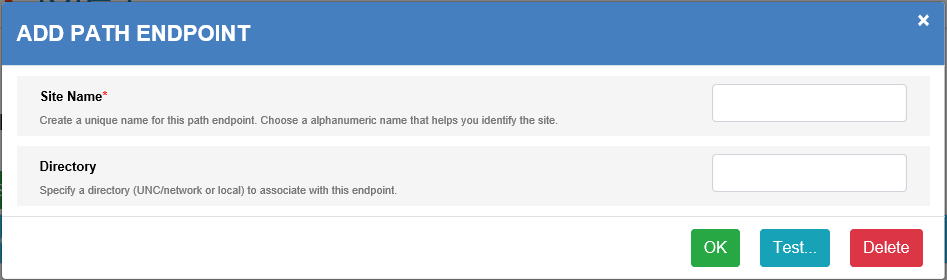 ADD PATH ENDPOINT
×
Site Name*
Create a unique name for this path endpoint. Choose a alphanumeric name that helps you identify the site.
Directory
Specify a directory (UNC/network or local) to associate with this endpoint.
OK Test... Delete